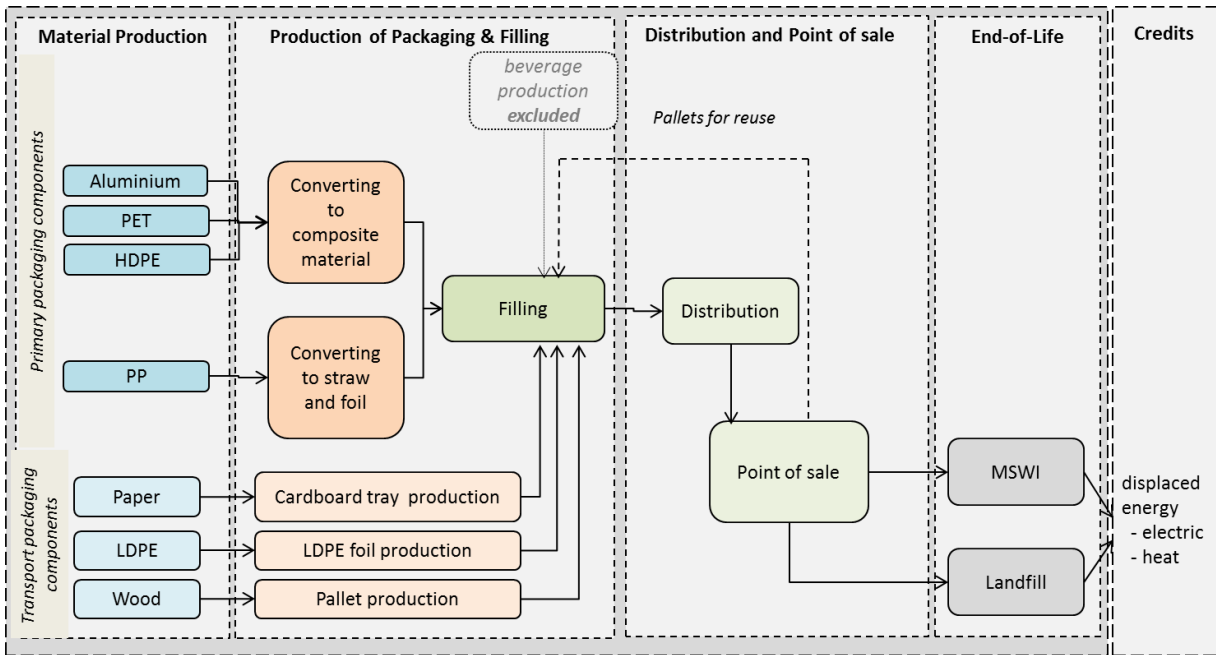 Material Production
Production of Packaging & Filling
Distribution and Point of sale
End-of-Life
Credits
beverage
production
excluded
Pallets for reuse
Primary packaging components
Aluminium
PET
HDPE
PP
Converting
to
composite
material
Converting
to straw
and foil
Filling
Distribution
Point of sale
Transport packaging
components
Paper
LDPE
Wood
Cardboard tray production
LDPE foil production
Pallet production
MSWI
Landfill
displaced
energy
- electric
- heat